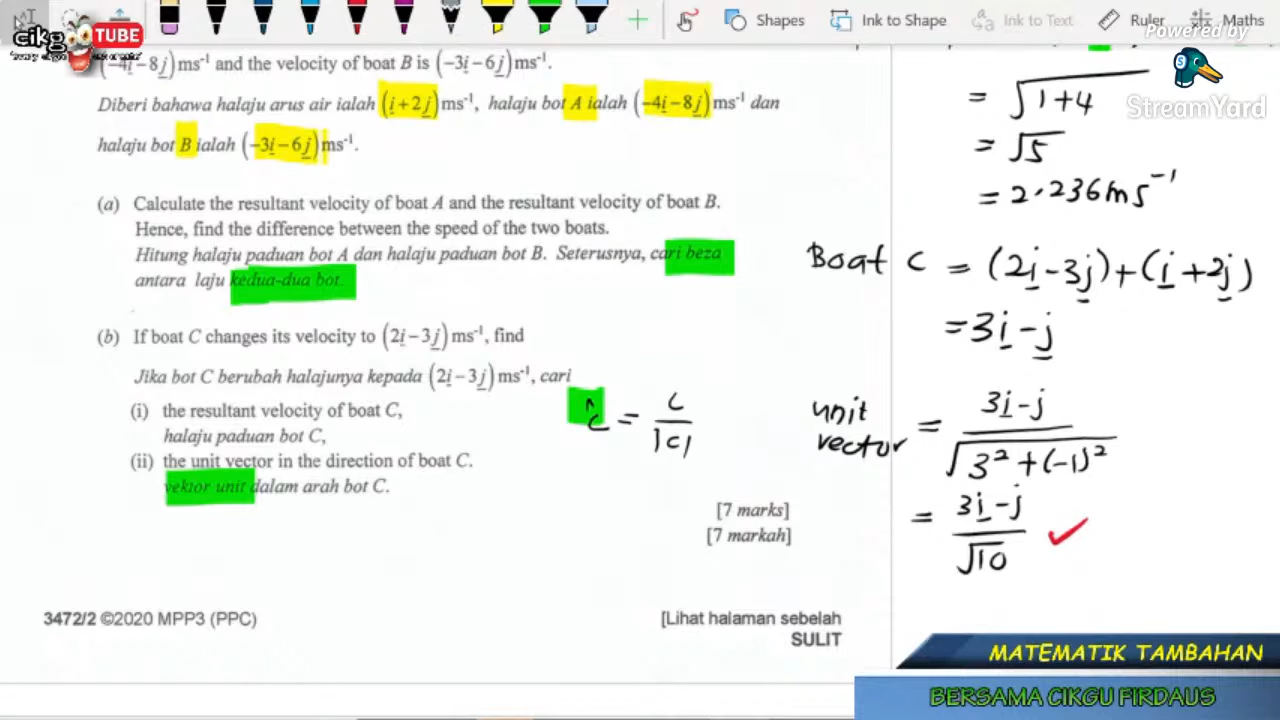 Shapes
Ink to Shape
Ink to Text
Ruler
Maths
cikgoo TUBE
Powered by
StreamYard
(−4i − 8j) ms⁻¹ and the velocity of boat B is (−3i − 6j) ms⁻¹.
Diberi bahawa halaju arus air ialah (i + 2j) ms⁻¹, halaju bot A ialah (−4i − 8j) ms⁻¹ dan
halaju bot B ialah (−3i − 6j) ms⁻¹.
(a) Calculate the resultant velocity of boat A and the resultant velocity of boat B.
Hence, find the difference between the speed of the two boats.
Hitung halaju paduan bot A dan halaju paduan bot B. Seterusnya, cari beza
antara laju kedua-dua bot.
(b) If boat C changes its velocity to (2i − 3j) ms⁻¹, find
Jika bot C berubah halajunya kepada (2i − 3j) ms⁻¹, cari
(i) the resultant velocity of boat C,
halaju paduan bot C,
(ii) the unit vector in the direction of boat C.
vektor unit dalam arah bot C.
[7 marks]
[7 markah]
3472/2 ©2020 MPP3 (PPC)
[Lihat halaman sebelah
SULIT
ĉ = c / |c|
= √1+4
= √5
= 2.236 ms⁻¹
Boat C = (2i − 3j) + (i + 2j)
= 3i − j
unit vector = 3i − j / √3² + (−1)²
= 3i − j / √10
MATEMATIK TAMBAHAN
BERSAMA CIKGU FIRDAUS